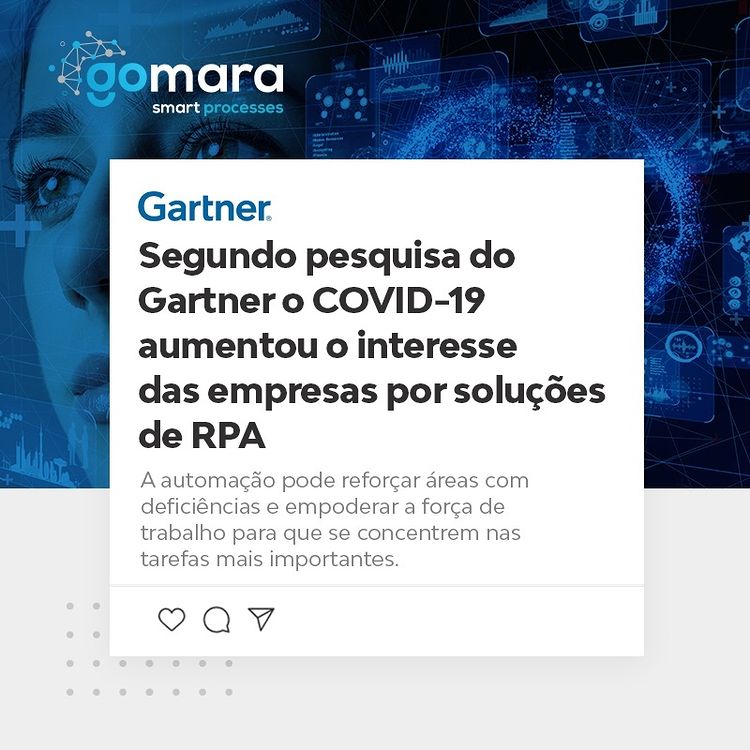 gomara
smart processes
Gartner®
Segundo pesquisa do
Gartner o COVID-19
aumentou o interesse
das empresas por soluções
de RPA
A automação pode reforçar áreas com
deficiências e empoderar a força de
trabalho para que se concentrem nas
tarefas mais importantes.